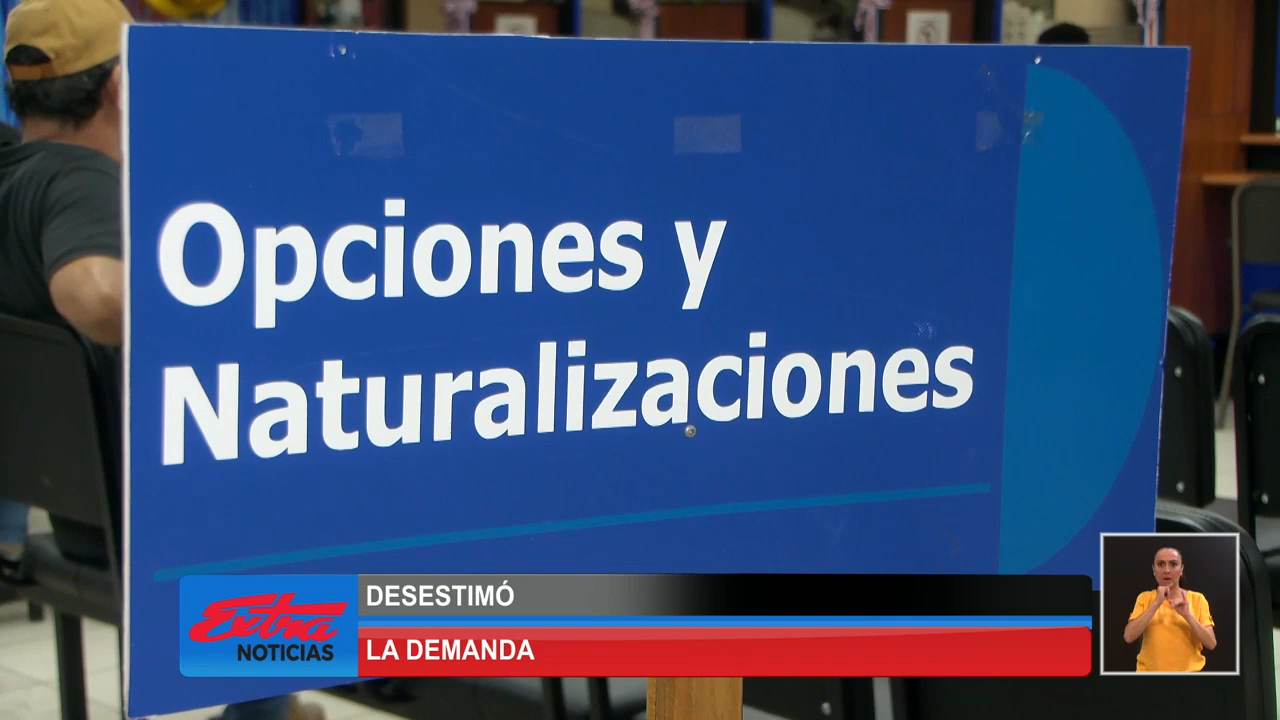 Opciones y
Naturalizaciones
DESESTIMÓ
Extra
NOTICIAS
LA DEMANDA